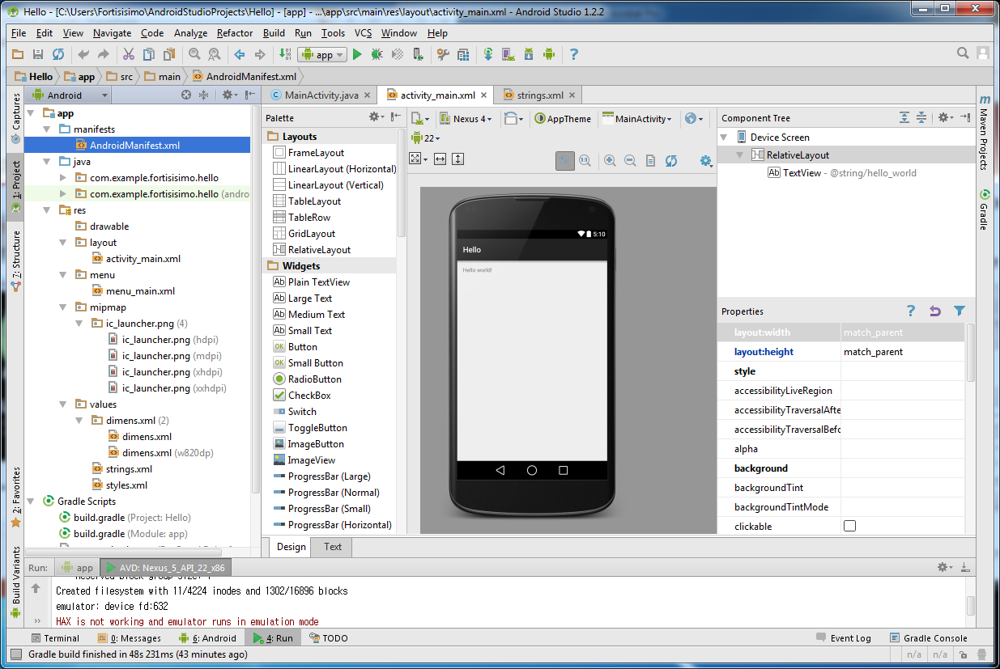 Hello - [C:\Users\Fortisisimo\AndroidStudioProjects\Hello] - [app] - ...\app\src\main\res\layout\activity_main.xml - Android Studio 1.2.2
File Edit View Navigate Code Analyze Refactor Build Run Tools VCS Window Help
app
Hello app src main AndroidManifest.xml
Captures
1: Project
7: Structure
2: Favorites
Build Variants
Android
app
manifests
AndroidManifest.xml
java
com.example.fortisisimo.hello
com.example.fortisisimo.hello (andro
res
drawable
layout
activity_main.xml
menu
menu_main.xml
mipmap
ic_launcher.png (4)
ic_launcher.png (hdpi)
ic_launcher.png (mdpi)
ic_launcher.png (xhdpi)
ic_launcher.png (xxhdpi)
values
dimens.xml (2)
dimens.xml
dimens.xml (w820dp)
strings.xml
styles.xml
Gradle Scripts
build.gradle (Project: Hello)
build.gradle (Module: app)
MainActivity.java activity_main.xml strings.xml
Palette
Layouts
FrameLayout
LinearLayout (Horizontal)
LinearLayout (Vertical)
TableLayout
TableRow
GridLayout
RelativeLayout
Widgets
Ab Plain TextView
Ab Large Text
Ab Medium Text
Ab Small Text
OK Button
OK Small Button
RadioButton
CheckBox
Switch
ToggleButton
ImageButton
ImageView
ProgressBar (Large)
ProgressBar (Normal)
ProgressBar (Small)
ProgressBar (Horizontal)
Design Text
Nexus 4 AppTheme MainActivity
22
5:10
Hello
Hello world!
Component Tree
Device Screen
RelativeLayout
Ab TextView - @string/hello_world
Properties
layout:width match_parent
layout:height match_parent
style
accessibilityLiveRegion
accessibilityTraversalAfte
accessibilityTraversalBefo
alpha
background
backgroundTint
backgroundTintMode
clickable
m Maven Projects
Gradle
Run: app AVD: Nexus_5_API_22_x86
Created filesystem with 11/4224 inodes and 1302/16896 blocks
emulator: device fd:632
HAX is not working and emulator runs in emulation mode
Terminal 0: Messages 6: Android 4: Run TODO Event Log Gradle Console
Gradle build finished in 48s 231ms (43 minutes ago) n/a n/a